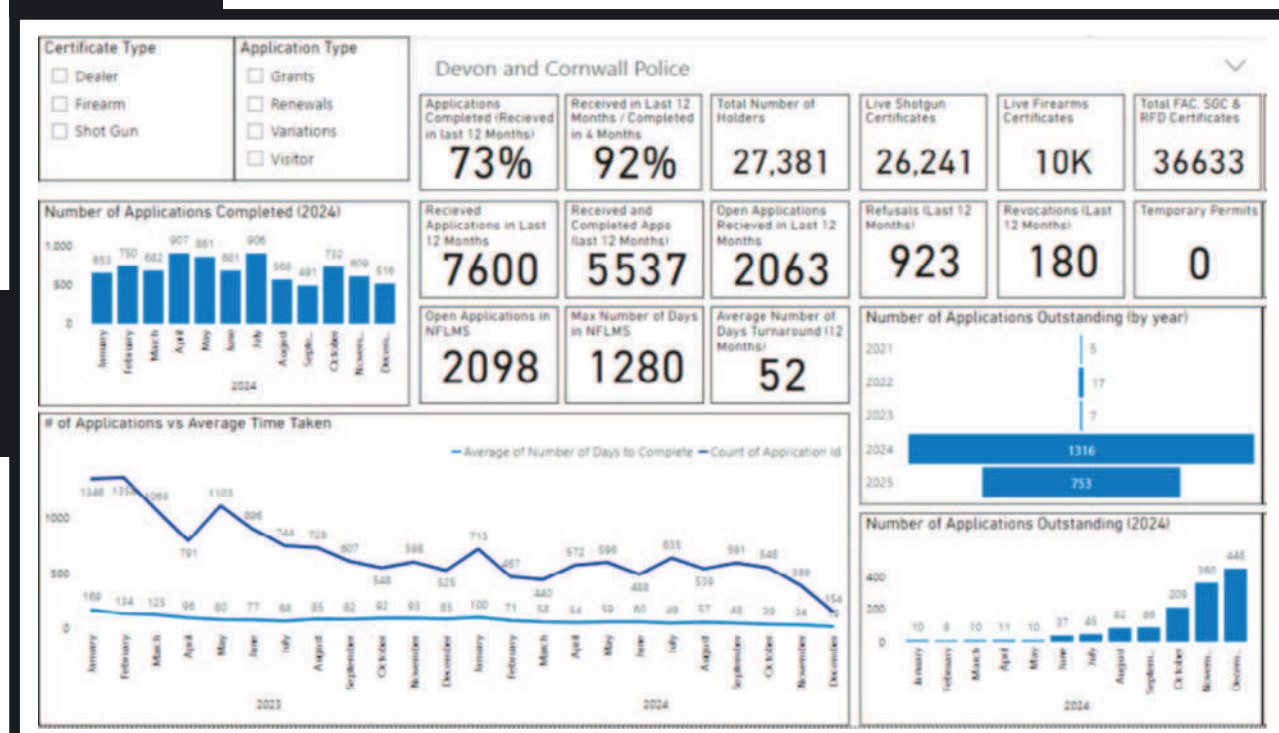 Certificate Type
Dealer
Firearm
Shot Gun
Application Type
Grants
Renewals
Variations
Visitor
Devon and Cornwall Police
Applications
Completed (Recieved
in last 12 Months)
73%
Received in Last 12
Months / Completed
in 4 Months
92%
Total Number of
Holders
27,381
Live Shotgun
Certificates
26,241
Live Firearms
Certificates
10K
Total FAC, SGC &
RFD Certificates
36633
Number of Applications Completed (2024)
1,000
500
0
653 750 682 907 861 681 906 566 491 732 609 516
January February March April May June July August Septe... October Novem... Decem...
2024
Recieved
Applications in Last
12 Months
7600
Received and
Completed Apps
(last 12 Months)
5537
Open Applications
Recieved in Last 12
Months
2063
Refusals (Last 12
Months)
923
Revocations (Last
12 Months)
180
Temporary Permits
0
Open Applications in
NFLMS
2098
Max Number of Days
in NFLMS
1280
Average Number of
Days Turnaround (12
Months)
52
Number of Applications Outstanding (by year)
2021 5
2022 17
2023 7
2024 1316
2025 753
# of Applications vs Average Time Taken
Average of Number of Days to Complete Count of Application Id
1000
500
0
1346 1359 1069 791 1103 896 744 728 607 548 598 525 715 467 440 572 596 488 635 539 591 548 389 154
169 134 125 96 80 77 68 85 82 92 93 85 100 71 58 54 59 60 49 57 48 39 34
January February March April May June July August September October November December January February March April May June July August September October November December
2023 2024
Number of Applications Outstanding (2024)
400
200
0
10 8 10 11 10 37 45 82 86 209 360 448
January February March April May June July August Septem... October Novem... Decem...
2024